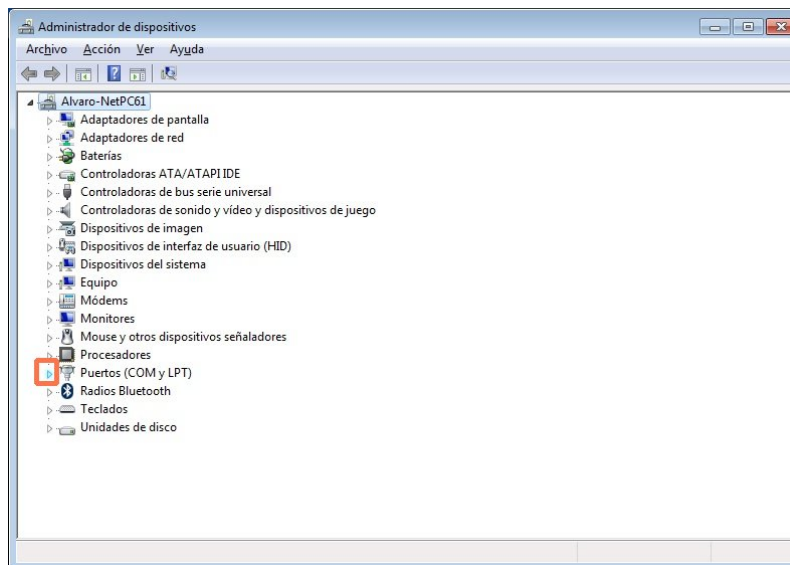 Administrador de dispositivos
Archivo Acción Ver Ayuda
Alvaro-NetPC61
Adaptadores de pantalla
Adaptadores de red
Baterías
Controladoras ATA/ATAPI IDE
Controladoras de bus serie universal
Controladoras de sonido y vídeo y dispositivos de juego
Dispositivos de imagen
Dispositivos de interfaz de usuario (HID)
Dispositivos del sistema
Equipo
Módems
Monitores
Mouse y otros dispositivos señaladores
Procesadores
Puertos (COM y LPT)
Radios Bluetooth
Teclados
Unidades de disco